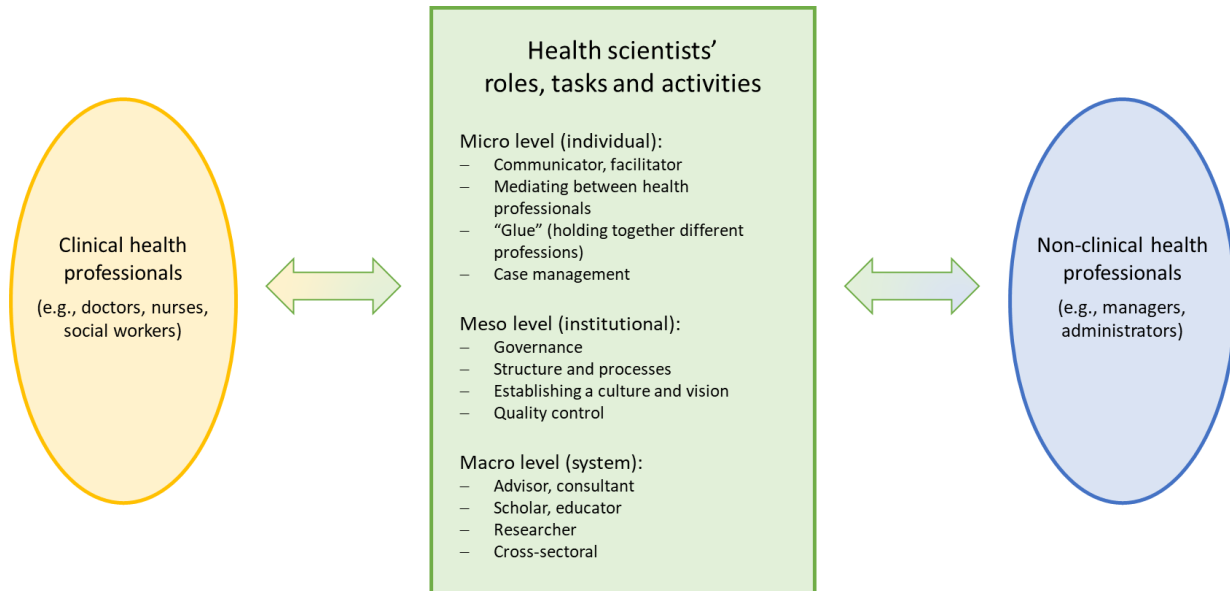 Health scientists’
roles, tasks and activities
Micro level (individual):
– Communicator, facilitator
– Mediating between health
professionals
– “Glue” (holding together different
professions)
– Case management
Meso level (institutional):
– Governance
– Structure and processes
– Establishing a culture and vision
– Quality control
Macro level (system):
– Advisor, consultant
– Scholar, educator
– Researcher
– Cross-sectoral
Clinical health
professionals
(e.g., doctors, nurses,
social workers)
Non-clinical health
professionals
(e.g., managers,
administrators)